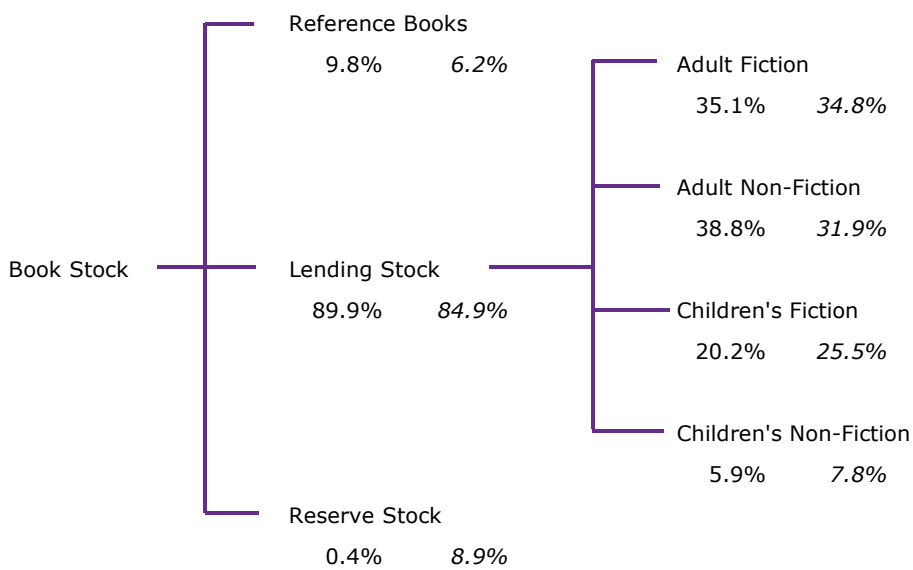 Reference Books
9.8% 6.2%
Adult Fiction
35.1% 34.8%
Adult Non-Fiction
38.8% 31.9%
Book Stock
Lending Stock
89.9% 84.9%
Children's Fiction
20.2% 25.5%
Children's Non-Fiction
5.9% 7.8%
Reserve Stock
0.4% 8.9%